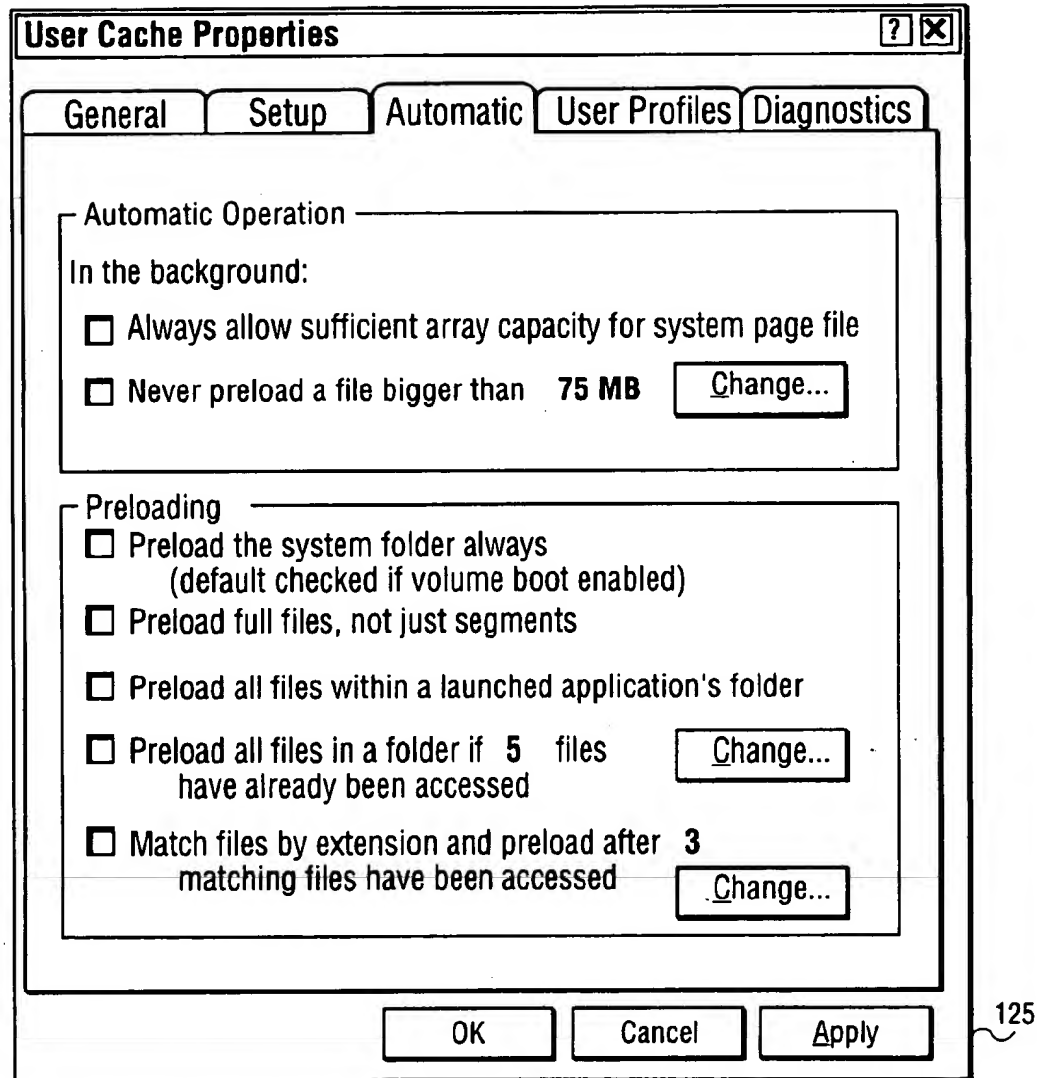 User Cache Properties ? X
General Setup Automatic User Profiles Diagnostics
Automatic Operation
In the background:
Always allow sufficient array capacity for system page file
Never preload a file bigger than 75 MB Change...
Preloading
Preload the system folder always
(default checked if volume boot enabled)
Preload full files, not just segments
Preload all files within a launched application's folder
Preload all files in a folder if 5 files Change...
have already been accessed
Match files by extension and preload after 3
matching files have been accessed Change...
OK Cancel Apply 125